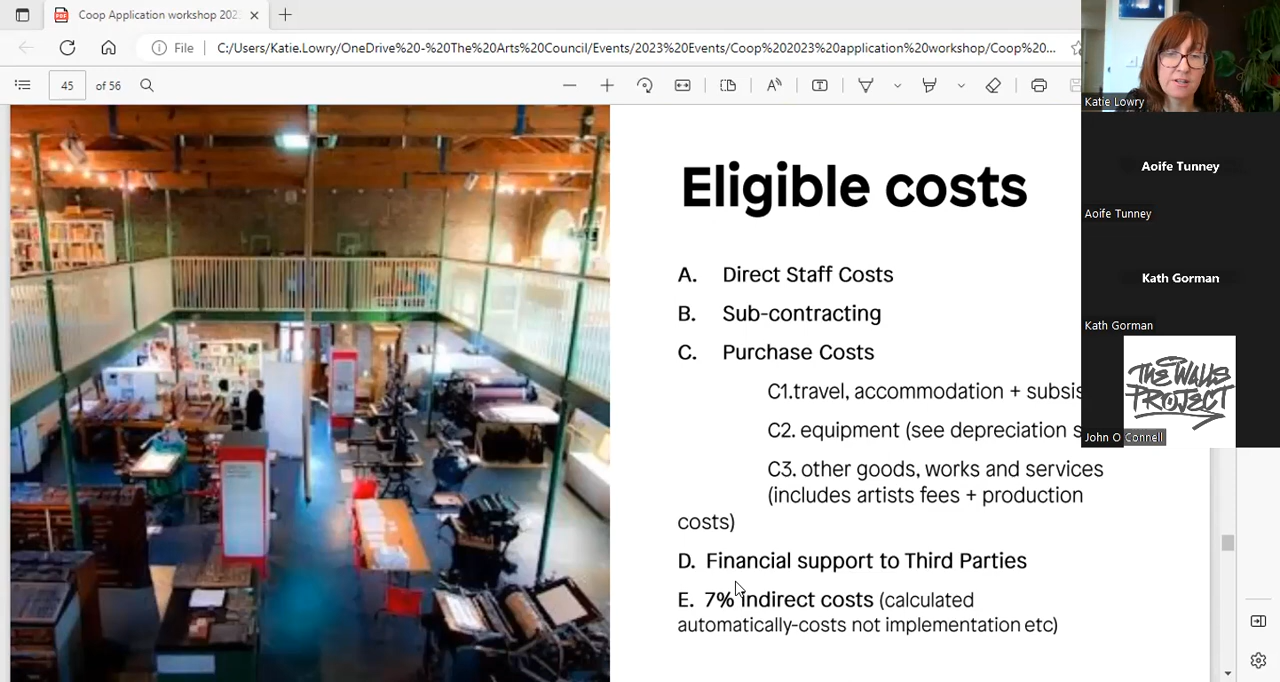 Coop Application workshop 202
File
C:/Users/Katie.Lowry/OneDrive%20-%20The%20Arts%20Council/Events/2023%20Events/Coop%202023%20application%20workshop/Coop%20...
45 of 56
Eligible costs
A. Direct Staff Costs
B. Sub-contracting
C. Purchase Costs
C1.travel, accommodation + subsis
C2. equipment (see depreciation s
C3. other goods, works and services
(includes artists fees + production
costs)
D. Financial support to Third Parties
E. 7% indirect costs (calculated
automatically-costs not implementation etc)
Katie Lowry
Aoife Tunney
Aoife Tunney
Kath Gorman
Kath Gorman
THE WALLS
PROJECT
John O Connell